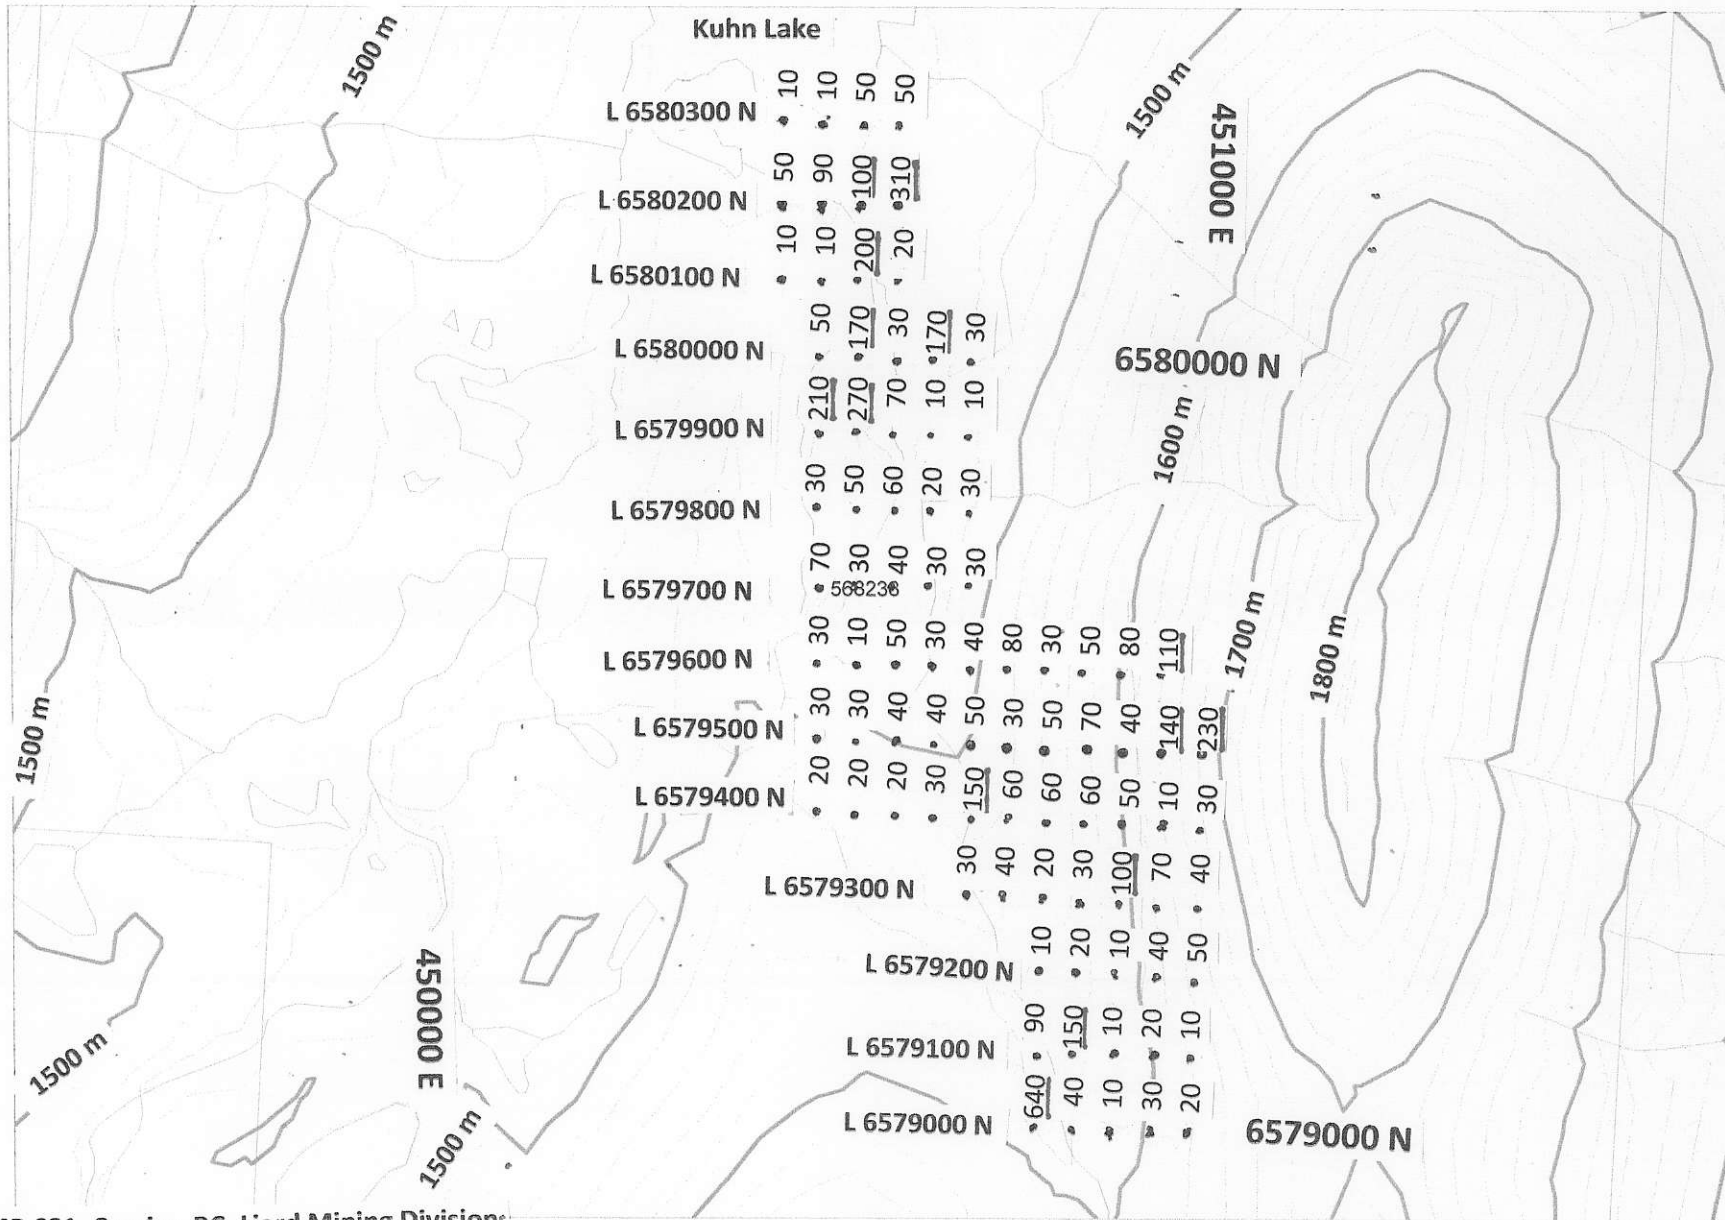 Kuhn Lake
1500 m
1500 m
451000 E
L 6580300 N 10 10 50 50
L 6580200 N 50 90 100 310
L 6580100 N 10 10 200 20
L 6580000 N 50 170 30 170 30
6580000 N
L 6579900 N 210 270 70 10 10
1600 m
L 6579800 N 30 50 60 20 30
L 6579700 N 70 30 40 30 30
568236
1700 m
1800 m
L 6579600 N 30 10 50 30 40 80 30 50 80 110
1500 m
L 6579500 N 30 30 40 40 50 30 50 70 40 140 230
L 6579400 N 20 20 20 30 150 60 60 60 50 10 30
L 6579300 N 30 40 20 30 100 70 40
L 6579200 N 10 20 10 40 50
450000 E
1500 m
L 6579100 N 90 150 10 20 10
L 6579000 N 640 40 10 30 20
6579000 N
1500 m
Liard Mining Division